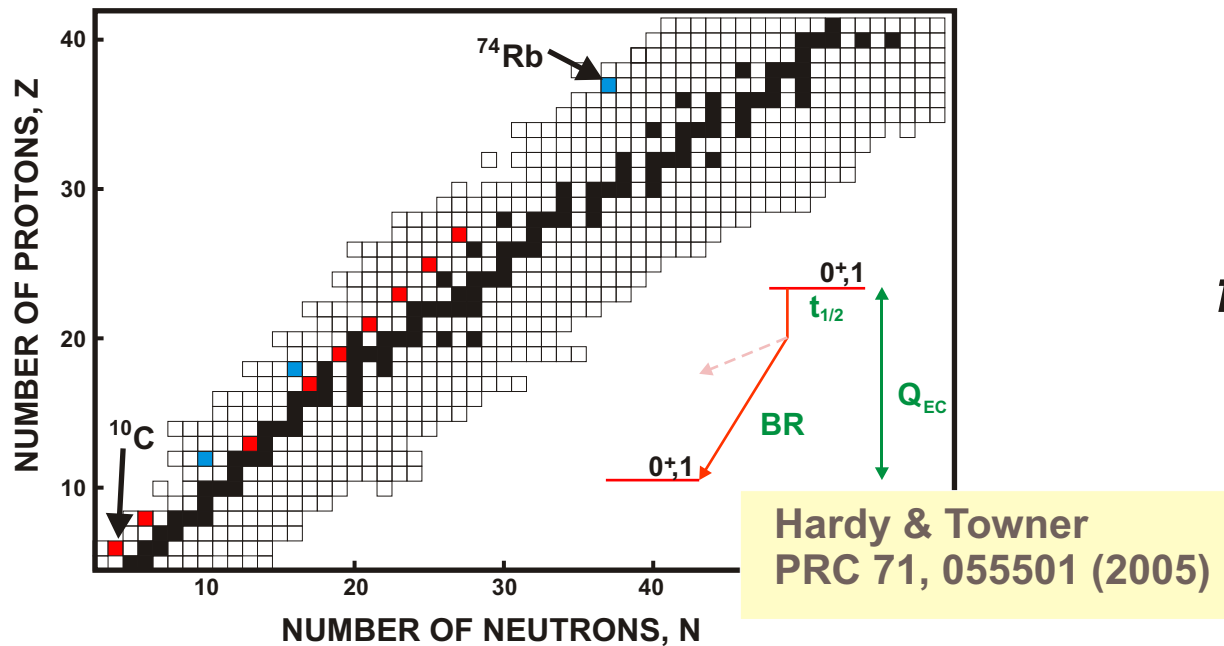 40
30
20
10
NUMBER OF PROTONS, Z
⁷⁴Rb
¹⁰C
0⁺,1
t₁/₂
BR
Q_EC
0⁺,1
10
20
30
40
NUMBER OF NEUTRONS, N
Hardy & Towner
PRC 71, 055501 (2005)